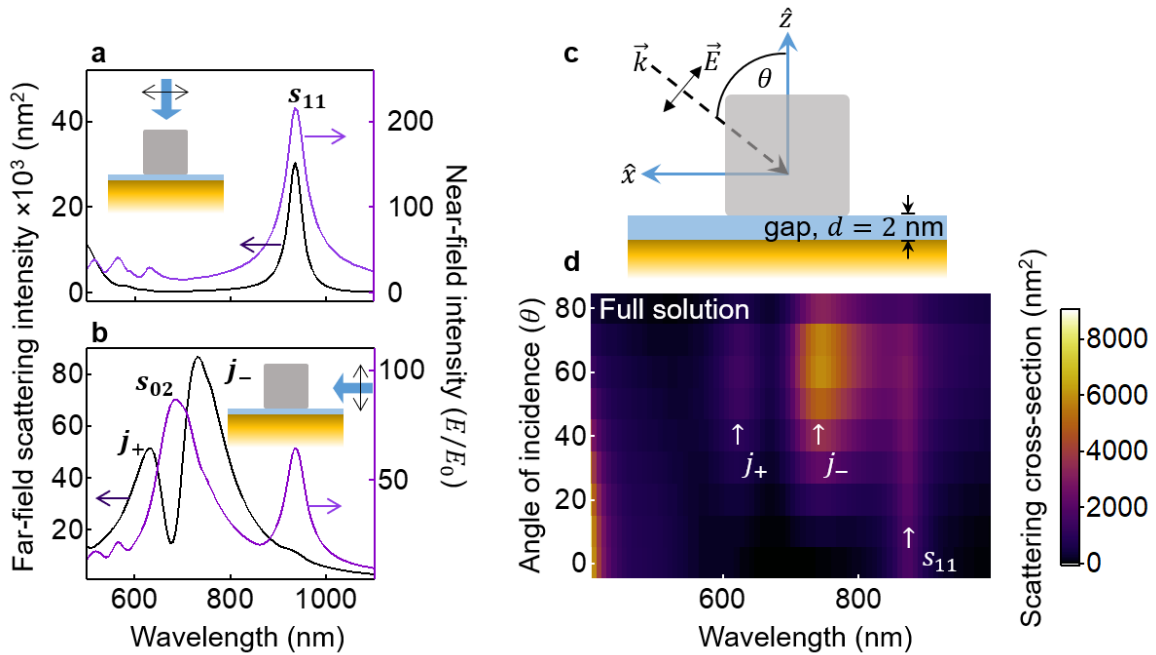 a
Far-field scattering intensity ×10³ (nm²)
40
20
0
s₁₁
200
100
0
Near-field intensity (E/E₀)
b
80
60
40
20
j₊
s₀₂
j₋
100
50
600 800 1000
Wavelength (nm)
c
ẑ
k⃗
E⃗
θ
x̂
gap, d = 2 nm
d
Full solution
Angle of incidence (θ)
80
60
40
20
0
j₊
j₋
s₁₁
600 800
Wavelength (nm)
8000
6000
4000
2000
0
Scattering cross-section (nm²)